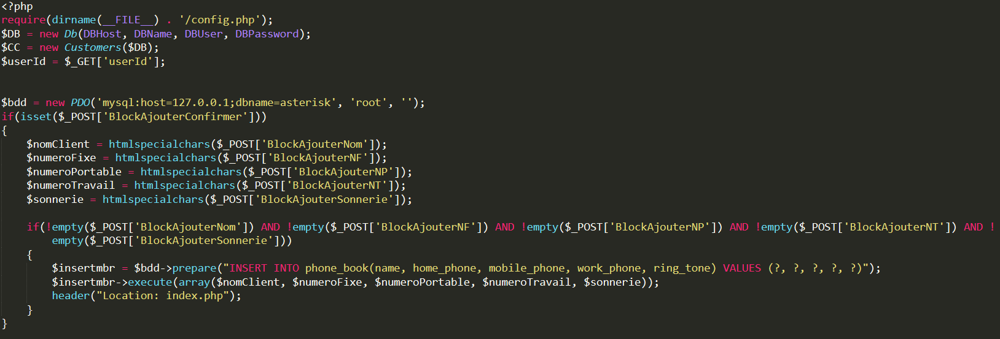 <?php
require(dirname(__FILE__) . '/config.php');
$DB = new Db(DBHost, DBName, DBUser, DBPassword);
$CC = new Customers($DB);
$userId = $_GET['userId'];
$bdd = new PDO('mysql:host=127.0.0.1;dbname=asterisk', 'root', '');
if(isset($_POST['BlockAjouterConfirmer']))
{
    $nomClient = htmlspecialchars($_POST['BlockAjouterNom']);
    $numeroFixe = htmlspecialchars($_POST['BlockAjouterNF']);
    $numeroPortable = htmlspecialchars($_POST['BlockAjouterNP']);
    $numeroTravail = htmlspecialchars($_POST['BlockAjouterNT']);
    $sonnerie = htmlspecialchars($_POST['BlockAjouterSonnerie']);
    if(!empty($_POST['BlockAjouterNom']) AND !empty($_POST['BlockAjouterNF']) AND !empty($_POST['BlockAjouterNP']) AND !empty($_POST['BlockAjouterNT']) AND !
        empty($_POST['BlockAjouterSonnerie']))
    {
        $insertmbr = $bdd->prepare("INSERT INTO phone_book(name, home_phone, mobile_phone, work_phone, ring_tone) VALUES (?, ?, ?, ?, ?)");
        $insertmbr->execute(array($nomClient, $numeroFixe, $numeroPortable, $numeroTravail, $sonnerie));
        header("Location: index.php");
    }
}